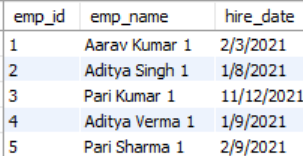 emp_id emp_name hire_date
1 Aarav Kumar 1 2/3/2021
2 Aditya Singh 1 1/8/2021
3 Pari Kumar 1 11/12/2021
4 Aditya Verma 1 1/9/2021
5 Pari Sharma 1 2/9/2021